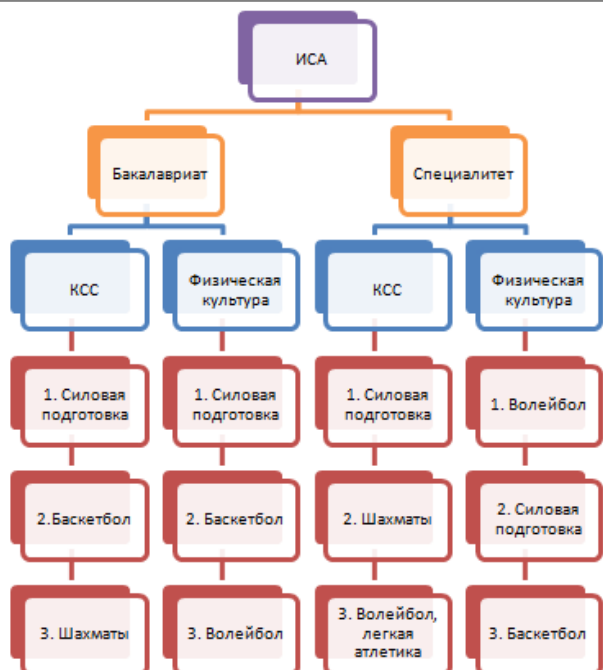 ИСА
Бакалавриат
Специалитет
КСС
Физическая
культура
КСС
Физическая
культура
1. Силовая
подготовка
1. Силовая
подготовка
1. Силовая
подготовка
1. Волейбол
2.Баскетбол
2. Баскетбол
2. Шахматы
2. Силовая
подготовка
3. Шахматы
3. Волейбол
3. Волейбол,
легкая
атлетика
3. Баскетбол